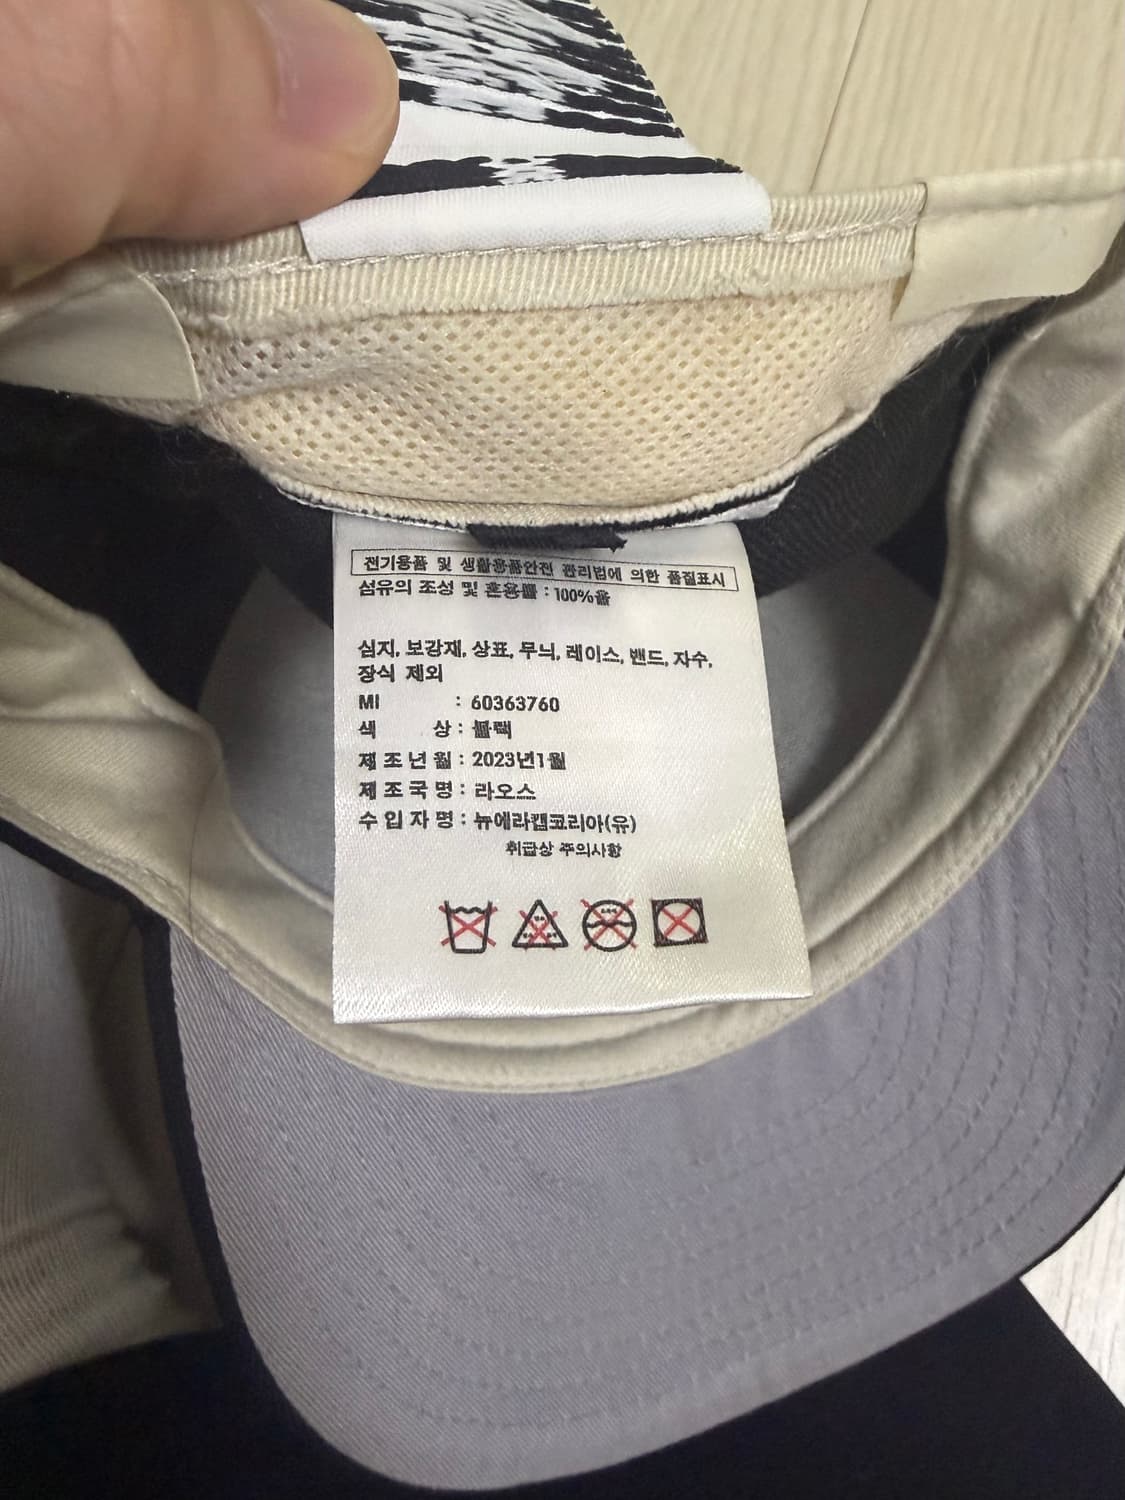 전기용품 및 생활용품안전 관리법에 의한 품질표시
섬유의 조성 및 혼용률 : 100%울
심지, 보강재, 상표, 무늬, 레이스, 밴드, 자수,
장식 제외
MI : 60363760
색 상 : 블랙
제조년월 : 2023년1월
제조국명 : 라오스
수입자명 : 뉴에라캡코리아(유)
취급상 주의사항